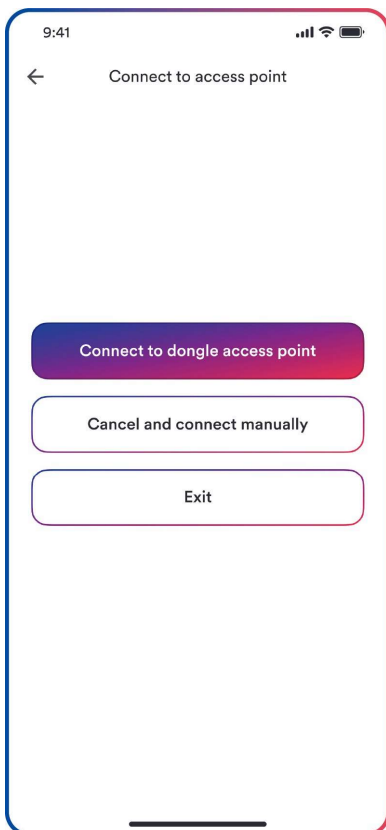 9:41
Connect to access point
Connect to dongle access point
Cancel and connect manually
Exit